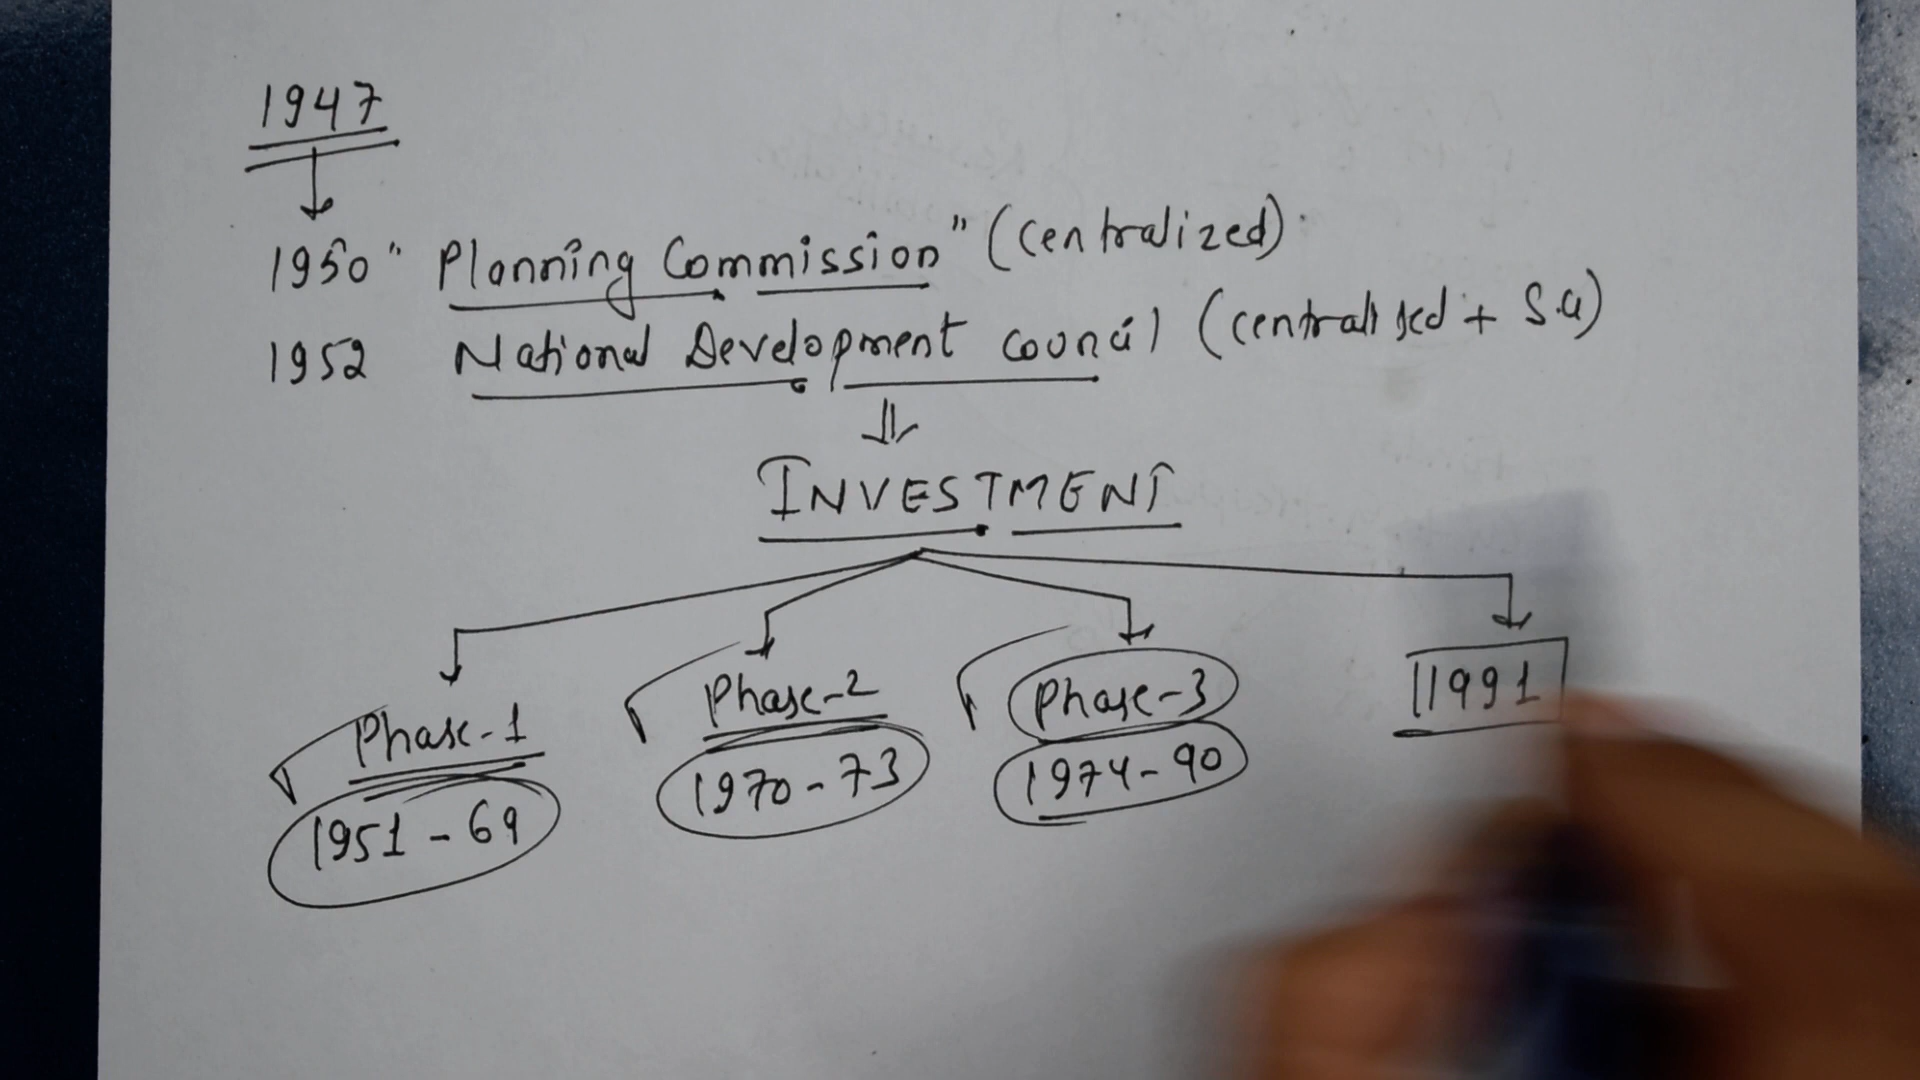 1947
1950 " Planning Commission" (Centralized)
1952 National Development Council (centralised + S.G)
INVESTMENT
Phase-1
1951-69
Phase-2
1970-73
Phase-3
1974-90
1991